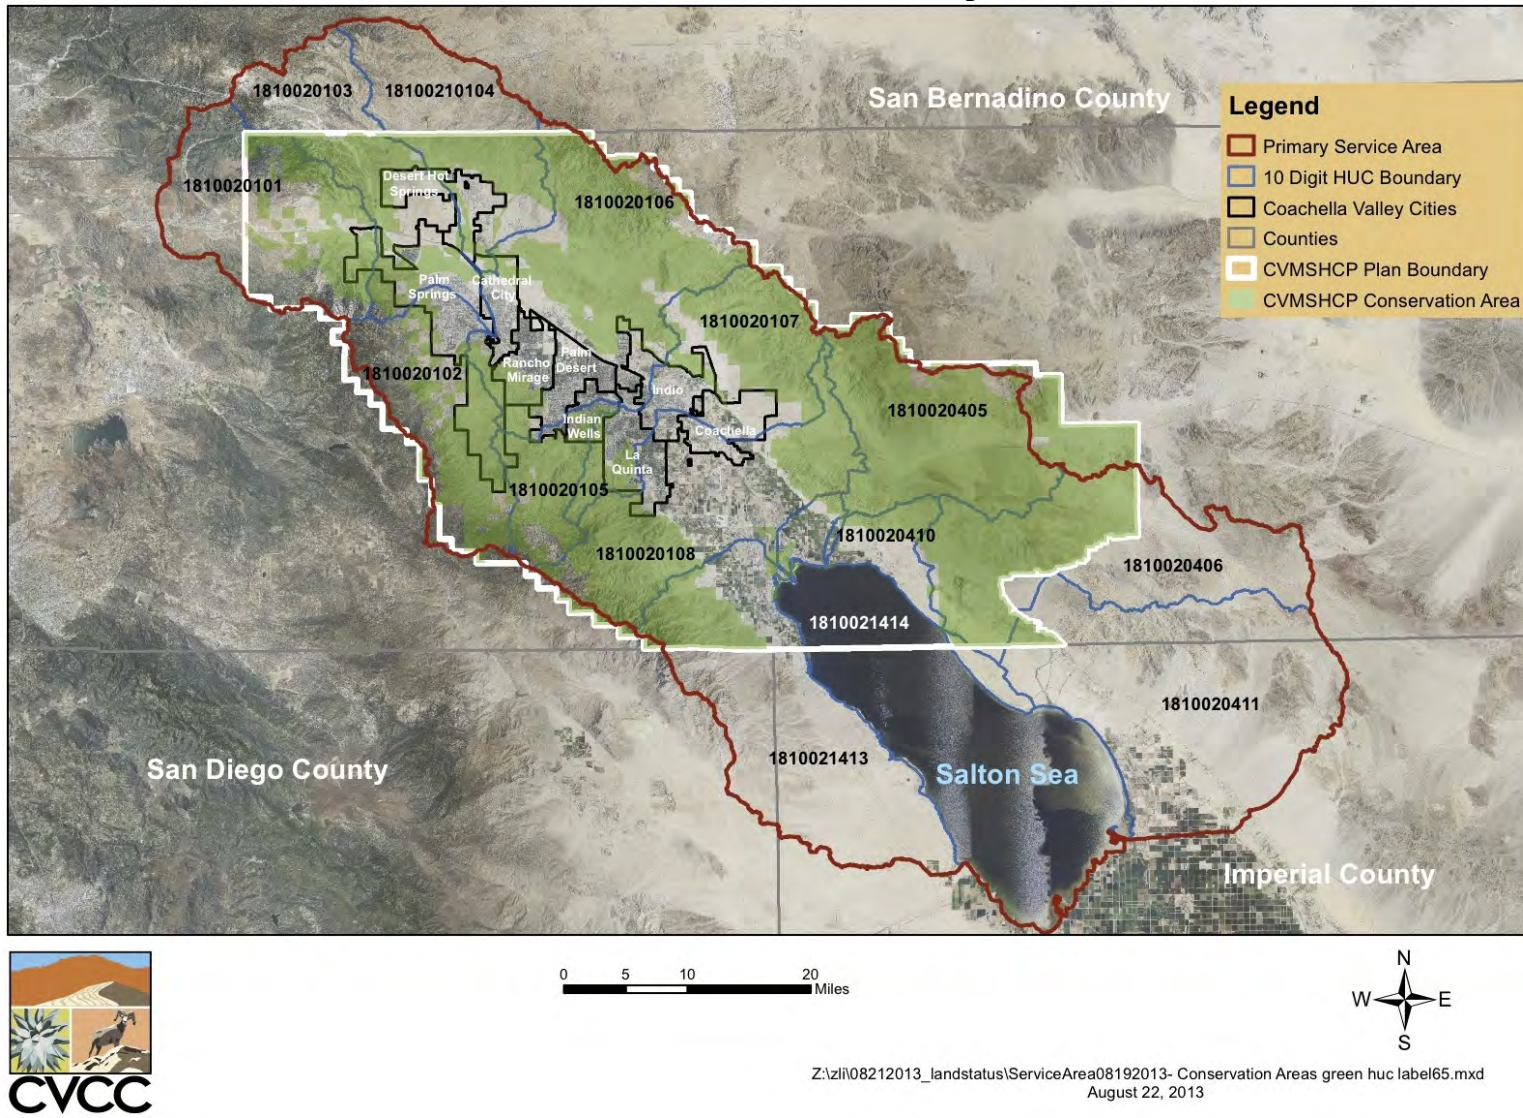 1810020103
18100210104
San Bernadino County
Legend
Primary Service Area
10 Digit HUC Boundary
Coachella Valley Cities
Counties
CVMSHCP Plan Boundary
CVMSHCP Conservation Area
1810020101
Desert Hot
Springs
1810020106
Palm
Springs
Cathedral
City
1810020107
1810020102
Rancho
Mirage
Palm
Desert
Indio
1810020405
Indian
Wells
Coachella
La
Quinta
1810020105
1810020108
1810020410
1810020406
1810021414
1810020411
1810021413
San Diego County
Salton Sea
Imperial County
CVCC
0 5 10 20
Miles
N
W E
S
Z:\zli\08212013_landstatus\ServiceArea08192013- Conservation Areas green huc label65.mxd
August 22, 2013